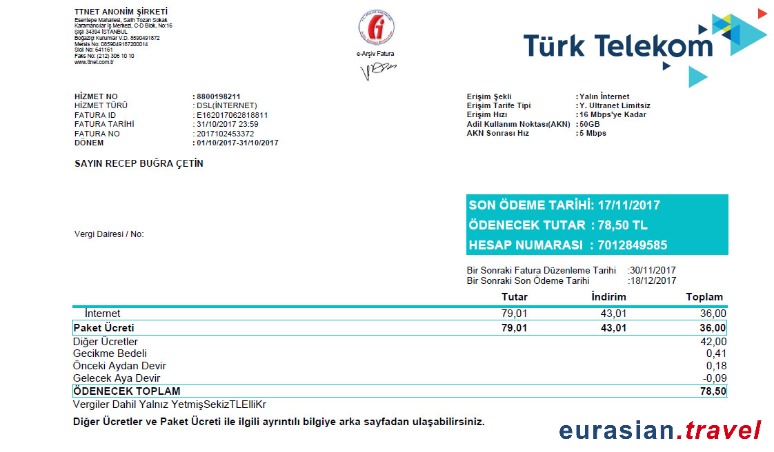 TTNET ANONİM ŞİRKETİ
Esentepe Mahallesi, Salih Tozan Sokak
Karamancılar İş Merkezi, C-D Blok, No:16
Şişli 34394 İSTANBUL
Boğaziçi Kurumlar V.D. 8590491872
Mersis No: 0859049187200014
Sicil No: 541161
Faks No: (212) 306 10 10
www.ttnet.com.tr
e-Arşiv Fatura
Türk Telekom
HİZMET NO : 8800198211
HİZMET TÜRÜ : DSL(İNTERNET)
FATURA ID : E162017062818811
FATURA TARİHİ : 31/10/2017 23:59
FATURA NO : 2017102453372
DÖNEM : 01/10/2017-31/10/2017
Erişim Şekli : Yalın İnternet
Erişim Tarife Tipi : Y. Ultranet Limitsiz
Erişim Hızı : 16 Mbps'ye Kadar
Adil Kullanım Noktası(AKN) : 50GB
AKN Sonrası Hız : 5 Mbps
SAYIN RECEP BUĞRA ÇETİN
Vergi Dairesi / No:
SON ÖDEME TARİHİ: 17/11/2017
ÖDENECEK TUTAR : 78,50 TL
HESAP NUMARASI : 7012849585
Bir Sonraki Fatura Düzenleme Tarihi :30/11/2017
Bir Sonraki Son Ödeme Tarihi :18/12/2017
Tutar İndirim Toplam
İnternet 79,01 43,01 36,00
Paket Ücreti 79,01 43,01 36,00
Diğer Ücretler 42,00
Gecikme Bedeli 0,41
Önceki Aydan Devir 0,18
Gelecek Aya Devir -0,09
ÖDENECEK TOPLAM 78,50
Vergiler Dahil Yalnız YetmişSekizTLElliKr
Diğer Ücretler ve Paket Ücreti ile ilgili ayrıntılı bilgiye arka sayfadan ulaşabilirsiniz.
eurasian.travel